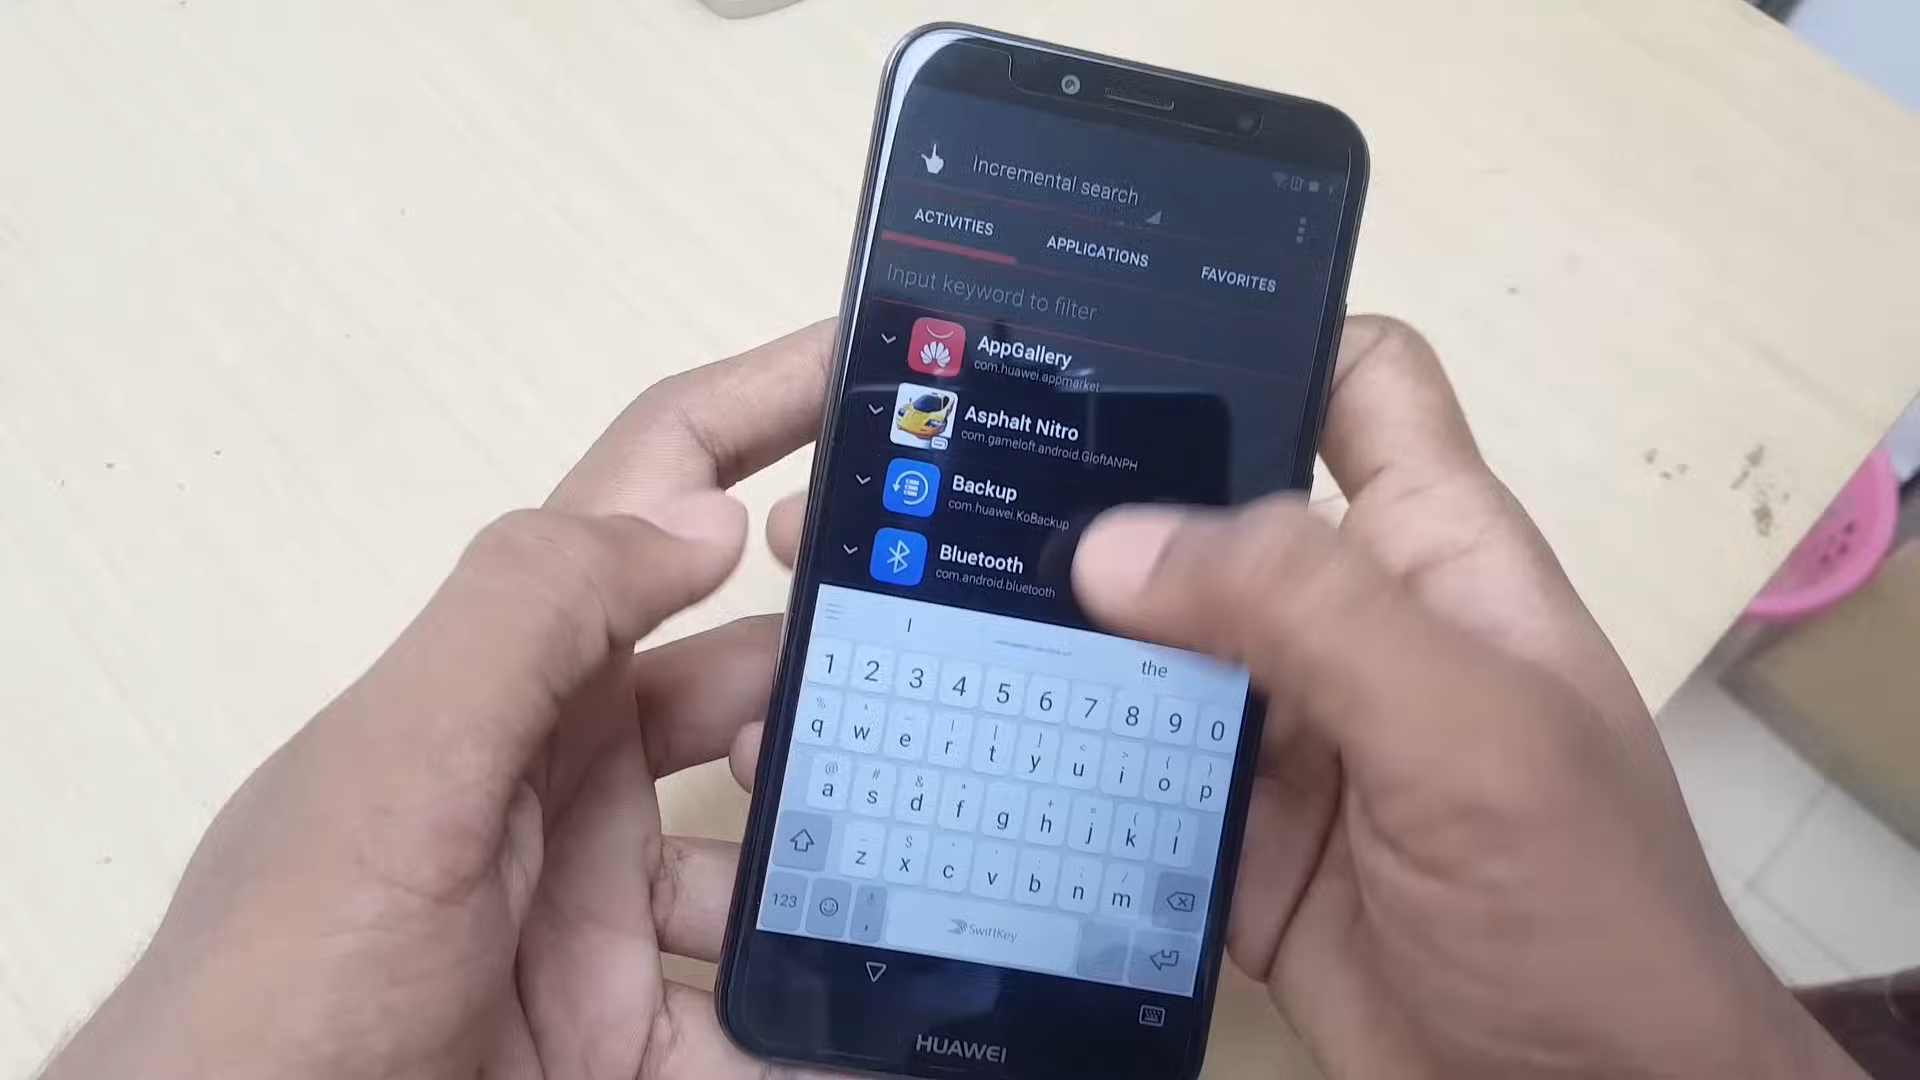 Incremental search
ACTIVITIES
APPLICATIONS
FAVORITES
Input keyword to filter
AppGallery
com.huawei.appmarket
Asphalt Nitro
com.gameloft.android.GloftANPH
Backup
com.huawei.KoBackup
Bluetooth
com.android.bluetooth
I
the
1 2 3 4 5 6 7 8 9 0
q w e r t y u i o p
a s d f g h j k l
z x c v b n m
123 , SwiftKey
HUAWEI